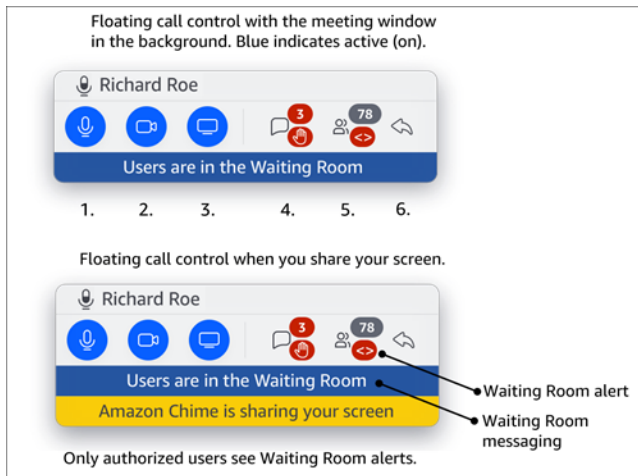 Floating call control with the meeting window
in the background. Blue indicates active (on).
Richard Roe
3
78
<>
Users are in the Waiting Room
1. 2. 3. 4. 5. 6.
Floating call control when you share your screen.
Richard Roe
3
78
<>
Users are in the Waiting Room
Amazon Chime is sharing your screen
Waiting Room alert
Waiting Room
messaging
Only authorized users see Waiting Room alerts.